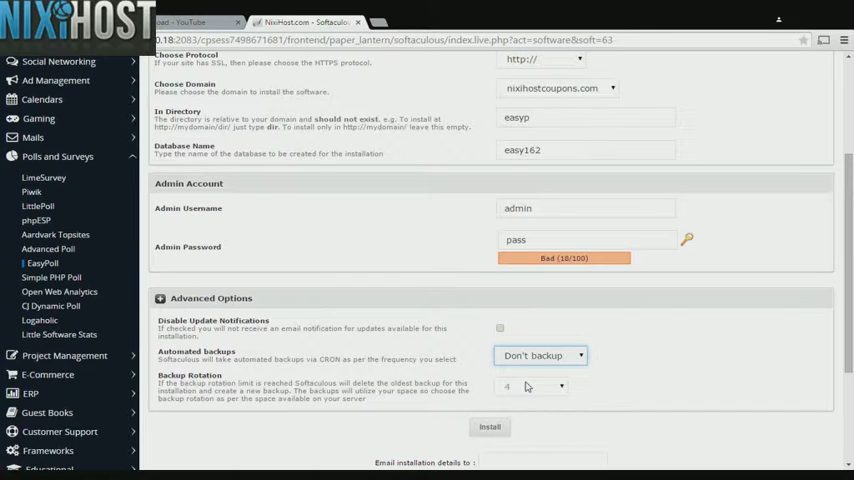 NIXIHOST
oad - YouTube
NixiHost.com - Softaculou
0.18:2083/cpsess7498671681/frontend/paper_lantern/softaculous/index.live.php?act=software&soft=63
Social Networking
Ad Management
Calendars
Gaming
Mails
Polls and Surveys
LimeSurvey
Piwik
LittlePoll
phpESP
Aardvark Topsites
Advanced Poll
EasyPoll
Simple PHP Poll
Open Web Analytics
CJ Dynamic Poll
Logaholic
Little Software Stats
Project Management
E-Commerce
ERP
Guest Books
Customer Support
Frameworks
Educational
Choose Protocol
If your site has SSL, then please choose the HTTPS protocol.
http://
Choose Domain
Please choose the domain to install the software.
nixihostcoupons.com
In Directory
The directory is relative to your domain and should not exist. e.g. To install at
http://mydomain/dir/ just type dir. To install only in http://mydomain/ leave this empty.
easyp
Database Name
Type the name of the database to be created for the installation
easy162
Admin Account
Admin Username
admin
Admin Password
pass
Bad (18/100)
Advanced Options
Disable Update Notifications
If checked you will not receive an email notification for updates available for this
installation.
Automated backups
Softaculous will take automated backups via CRON as per the frequency you select
Don't backup
Backup Rotation
If the backup rotation limit is reached Softaculous will delete the oldest backup for this
installation and create a new backup. The backups will utilize your space so choose the
backup rotation as per the space available on your server
4
Install
Email installation details to :